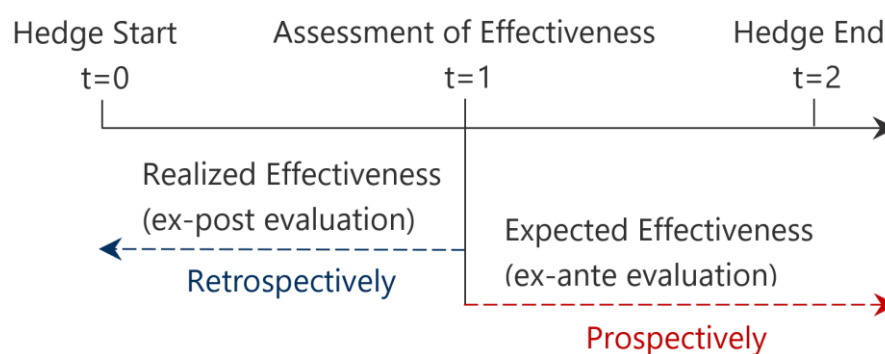 Hedge Start
t=0
Assessment of Effectiveness
t=1
Hedge End
t=2
Realized Effectiveness
(ex-post evaluation)
Retrospectively
Expected Effectiveness
(ex-ante evaluation)
Prospectively